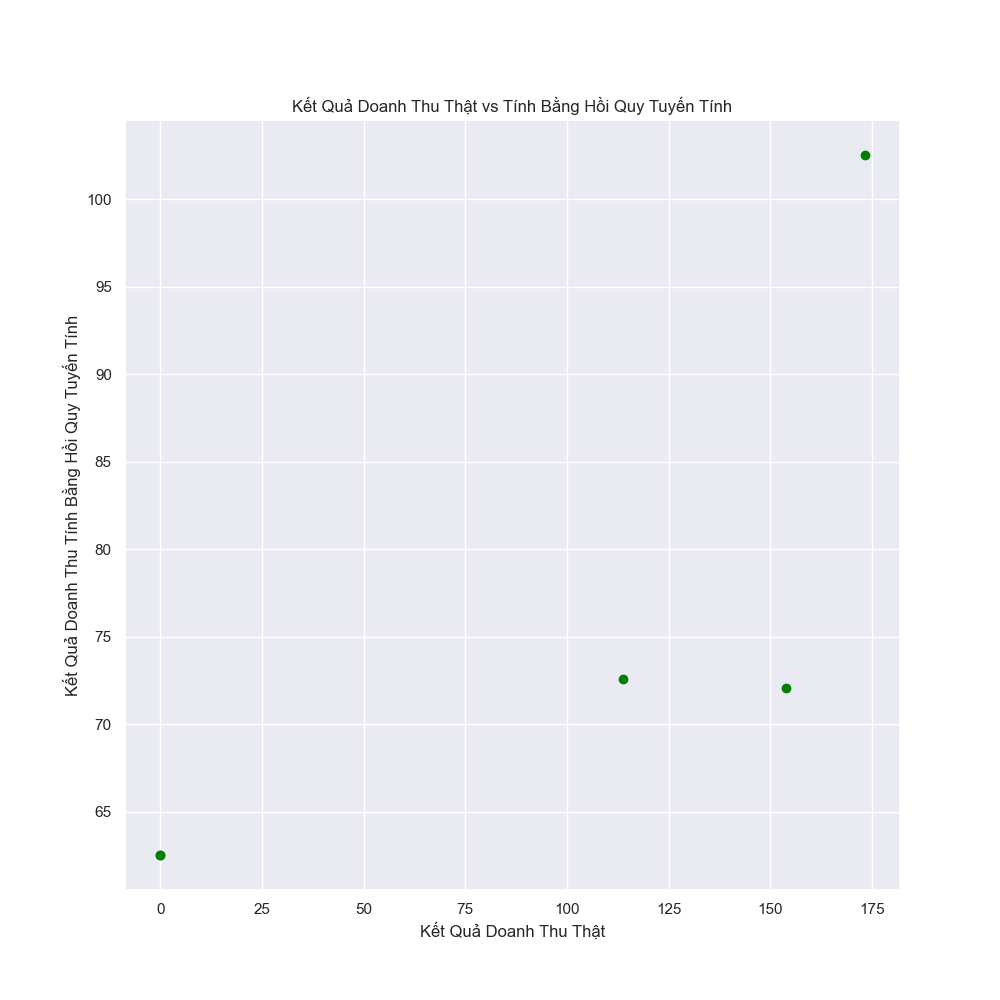 Kết Quả Doanh Thu Thật vs Tính Bằng Hồi Quy Tuyến Tính
Kết Quả Doanh Thu Tính Bằng Hồi Quy Tuyến Tính
100
95
90
85
80
75
70
65
0 25 50 75 100 125 150 175
Kết Quả Doanh Thu Thật